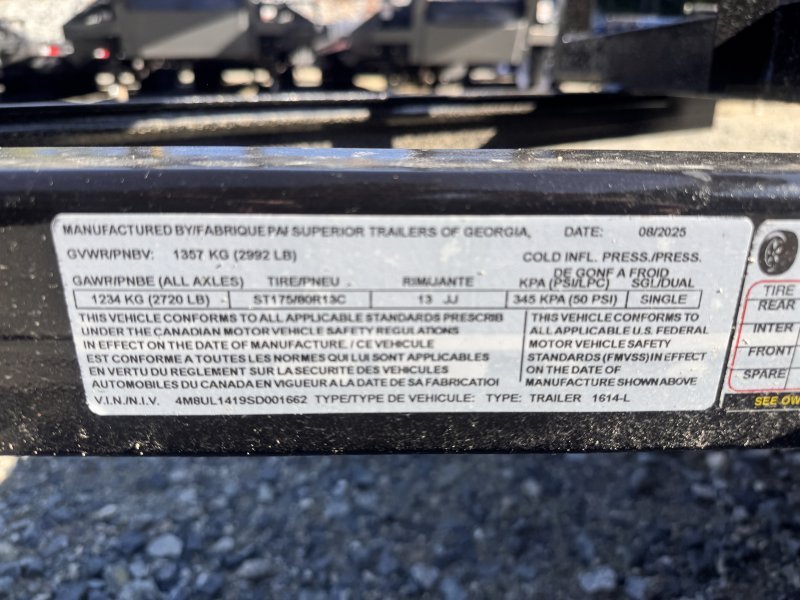 MANUFACTURED BY/FABRIQUE PAI SUPERIOR TRAILERS OF GEORGIA, DATE: 08/2025
GVWR/PNBV: 1357 KG (2992 LB) COLD INFL. PRESS./PRESS.
DE GONF A FROID
GAWR/PNBE (ALL AXLES) TIRE/PNEU RIM/JANTE KPA (PSI/LPC) SGL/DUAL
1234 KG (2720 LB) ST175/80R13C 13 JJ 345 KPA (50 PSI) SINGLE
THIS VEHICLE CONFORMS TO ALL APPLICABLE STANDARDS PRESCRIB
UNDER THE CANADIAN MOTOR VEHICLE SAFETY REGULATIONS
IN EFFECT ON THE DATE OF MANUFACTURE. / CE VEHICULE
EST CONFORME A TOUTES LES NORMES QUI LUI SONT APPLICABLES
EN VERTU DU REGLEMENT SUR LA SECURITE DES VEHICULES
AUTOMOBILES DU CANADA EN VIGUEUR A LA DATE DE SA FABRICATIOI
THIS VEHICLE CONFORMS TO
ALL APPLICABLE U.S. FEDERAL
MOTOR VEHICLE SAFETY
STANDARDS (FMVSS) IN EFFECT
ON THE DATE OF
MANUFACTURE SHOWN ABOVE
V.I.N./N.I.V. 4M8UL1419SD001662 TYPE/TYPE DE VEHICULE: TYPE: TRAILER 1614-L
TIRE
REAR
INTER
FRONT
SPARE
SEE OW